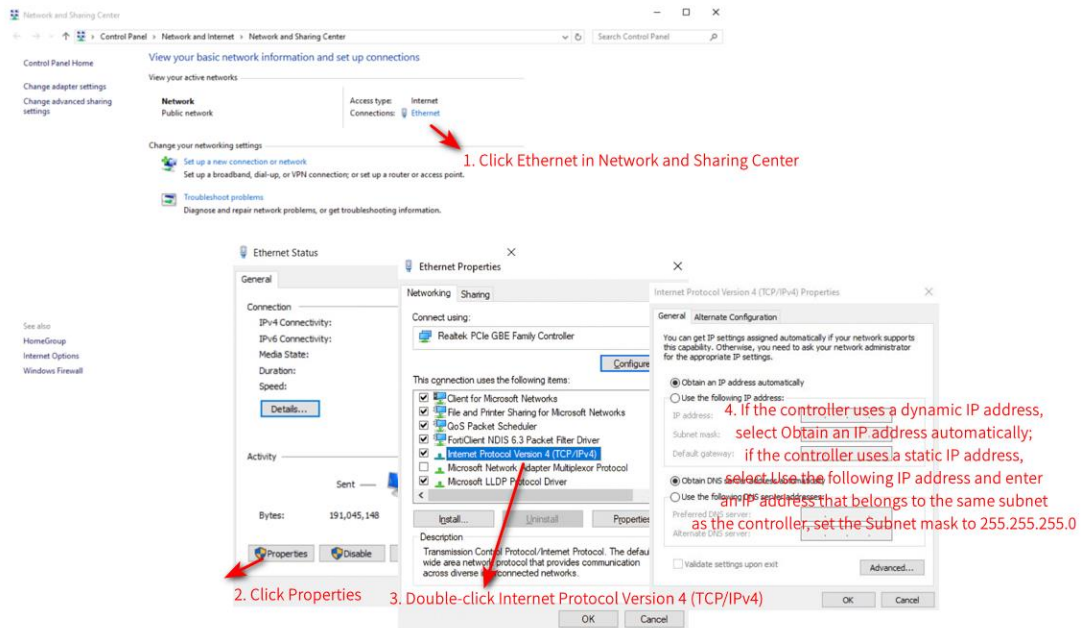 Network and Sharing Center
Control Panel > Network and Internet > Network and Sharing Center
Search Control Panel
Control Panel Home
Change adapter settings
Change advanced sharing
settings
See also
HomeGroup
Internet Options
Windows Firewall
View your basic network information and set up connections
View your active networks
Network
Public network
Access type: Internet
Connections: Ethernet
1. Click Ethernet in Network and Sharing Center
Change your networking settings
Set up a new connection or network
Set up a broadband, dial-up, or VPN connection; or set up a router or access point.
Troubleshoot problems
Diagnose and repair network problems, or get troubleshooting information.
Ethernet Status
General
Connection
IPv4 Connectivity:
IPv6 Connectivity:
Media State:
Duration:
Speed:
Details...
Activity
Sent
Bytes: 191,045,148
Properties
Disable
2. Click Properties
Ethernet Properties
Networking
Sharing
Connect using:
Realtek PCIe GBE Family Controller
Configure
This connection uses the following items:
Client for Microsoft Networks
File and Printer Sharing for Microsoft Networks
QoS Packet Scheduler
FortiClient NDIS 6.3 Packet Filter Driver
Internet Protocol Version 4 (TCP/IPv4)
Microsoft Network Adapter Multiplexor Protocol
Microsoft LLDP Protocol Driver
Install...
Uninstall
Properties
Description
Transmission Control Protocol/Internet Protocol. The defau
wide area network protocol that provides communication
across diverse interconnected networks.
3. Double-click Internet Protocol Version 4 (TCP/IPv4)
OK
Cancel
Internet Protocol Version 4 (TCP/IPv4) Properties
General
Alternate Configuration
You can get IP settings assigned automatically if your network supports
this capability. Otherwise, you need to ask your network administrator
for the appropriate IP settings.
Obtain an IP address automatically
Use the following IP address:
IP address:
Subnet mask:
Default gateway:
Obtain DNS server address automatically
Use the following DNS server addresses:
Preferred DNS server:
Alternate DNS server:
Validate settings upon exit
Advanced...
OK
Cancel
4. If the controller uses a dynamic IP address,
select Obtain an IP address automatically;
if the controller uses a static IP address,
select Use the following IP address and enter
an IP address that belongs to the same subnet
as the controller, set the Subnet mask to 255.255.255.0